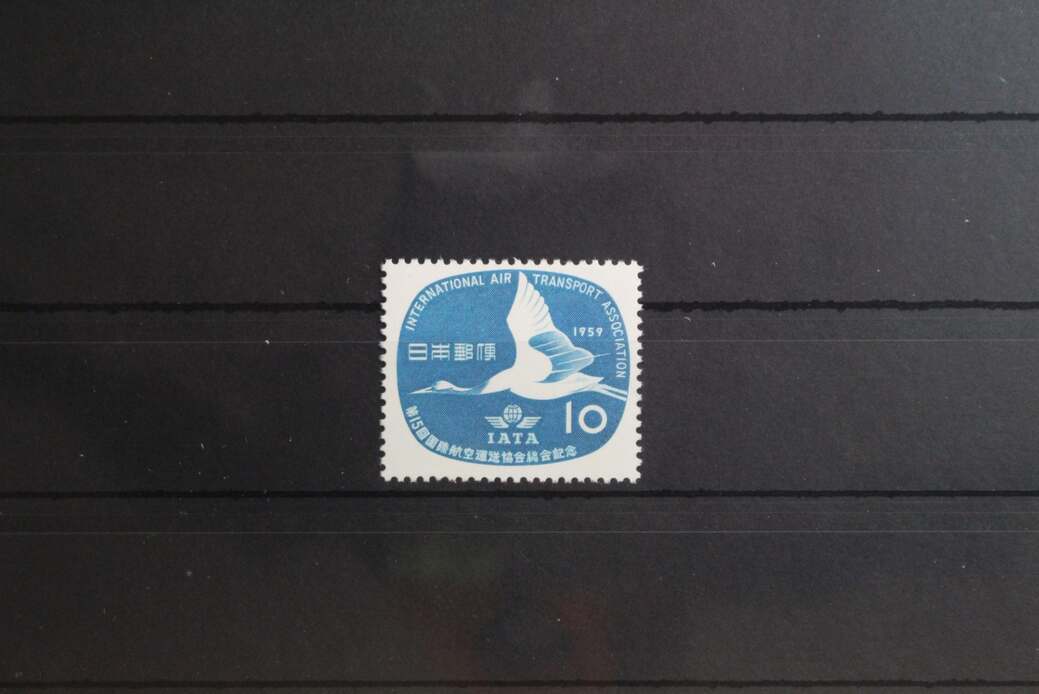 INTERNATIONAL AIR TRANSPORT ASSOCIATION
1959
日本郵便
10
IATA
第15回国際航空運送協会総会記念